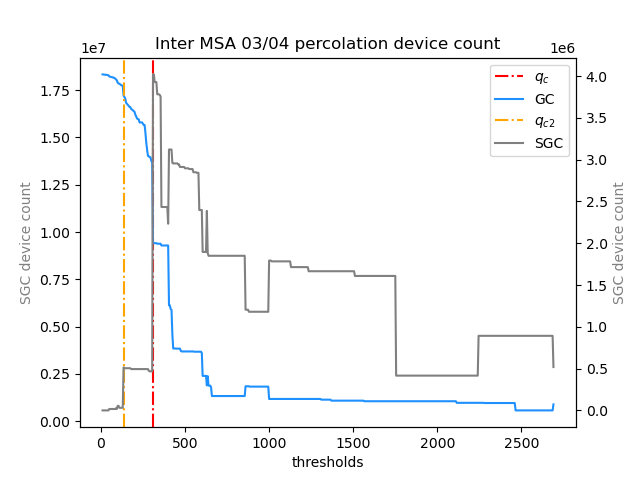 Inter MSA 03/04 percolation device count
1e7
1e6
1.75
1.50
1.25
1.00
0.75
0.50
0.25
0.00
SGC device count
4.0
3.5
3.0
2.5
2.0
1.5
1.0
0.5
0.0
SGC device count
q_c
GC
q_{c2}
SGC
0
500
1000
1500
2000
2500
thresholds